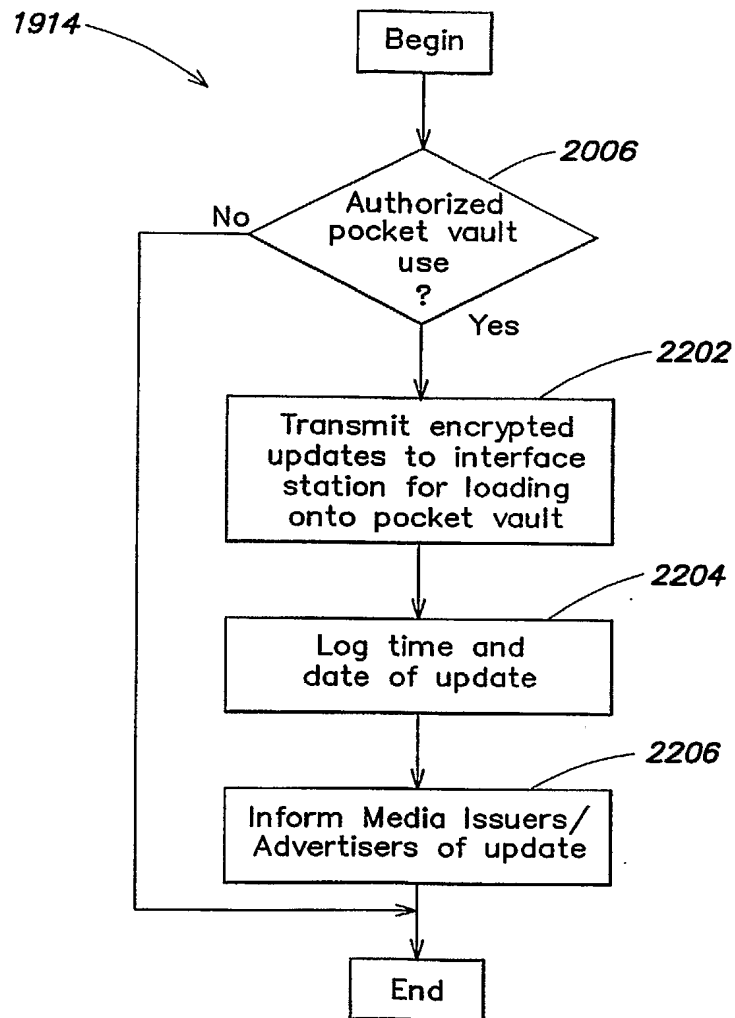 1914
Begin
2006
Authorized
pocket vault
use
?
No
Yes
2202
Transmit encrypted
updates to interface
station for loading
onto pocket vault
2204
Log time and
date of update
2206
Inform Media Issuers/
Advertisers of update
End